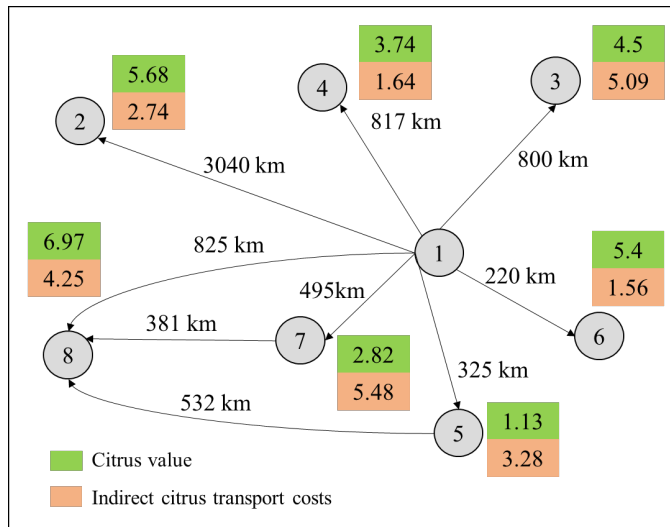 3.74
4.5
5.68
1.64
5.09
4
3
2.74
2
817 km
800 km
3040 km
6.97
825 km
1
5.4
4.25
220 km
1.56
495km
381 km
7
6
8
2.82
325 km
5.48
532 km
1.13
5
3.28
Citrus value
Indirect citrus transport costs